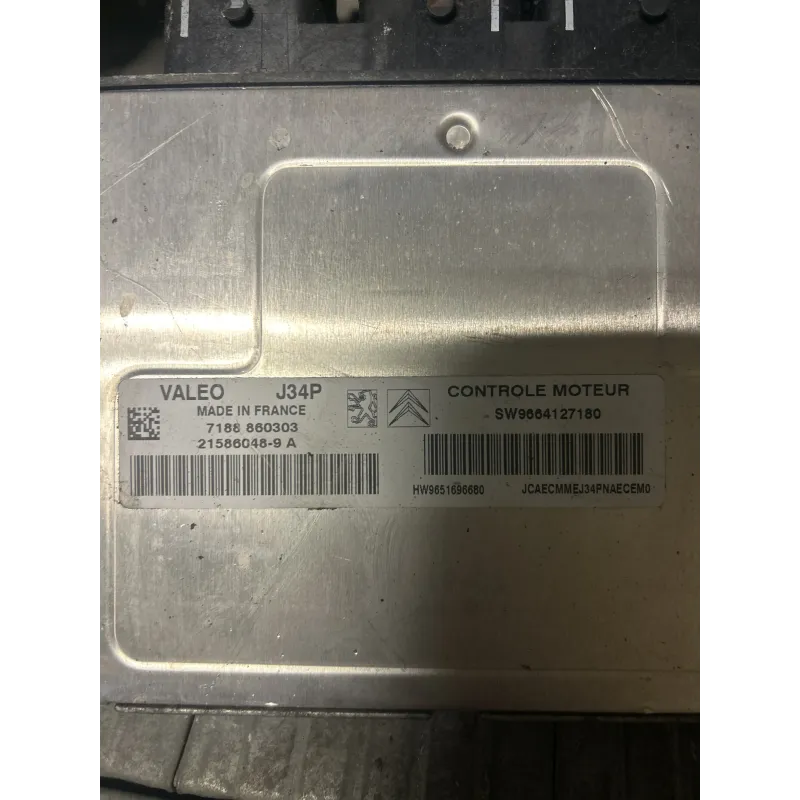 VALEO J34P
MADE IN FRANCE
7188 860303
21586048-9 A
CONTROLE MOTEUR
SW9664127180
HW9651696680 JCAECMMEJ34PNAECEM0